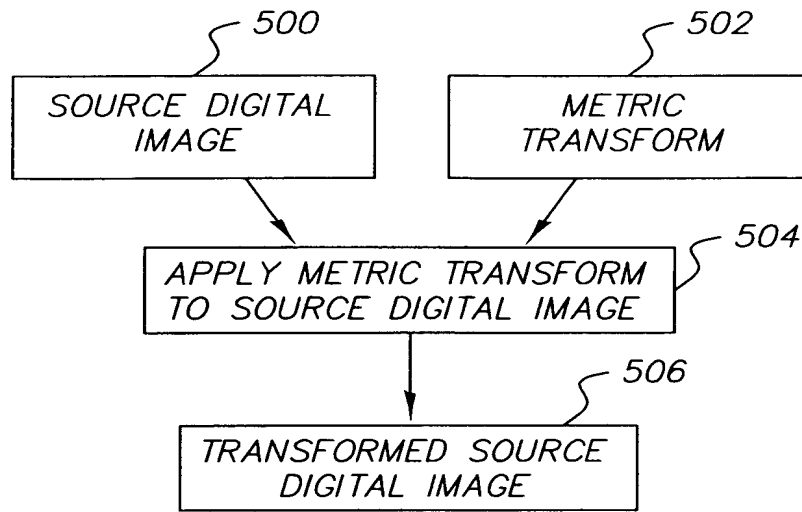 500
502
SOURCE DIGITAL
IMAGE
METRIC
TRANSFORM
504
APPLY METRIC TRANSFORM
TO SOURCE DIGITAL IMAGE
506
TRANSFORMED SOURCE
DIGITAL IMAGE